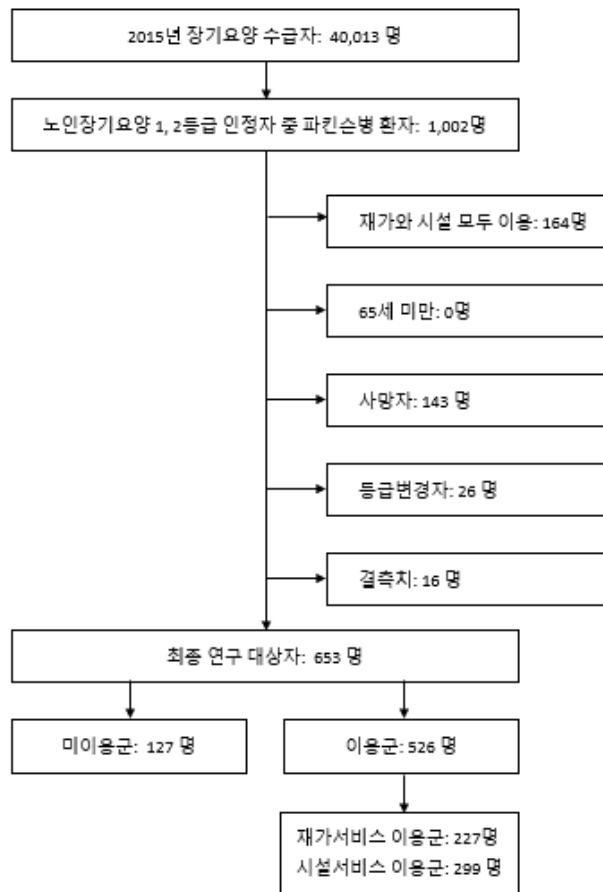 2015년 장기요양 수급자: 40,013 명
노인장기요양 1, 2등급 인정자 중 파킨슨병 환자: 1,002명
재가와 시설 모두 이용: 164명
65세 미만: 0명
사망자: 143 명
등급변경자: 26 명
결측치: 16 명
최종 연구 대상자: 653 명
미이용군: 127 명
이용군: 526 명
재가서비스 이용군: 227명
시설서비스 이용군: 299 명